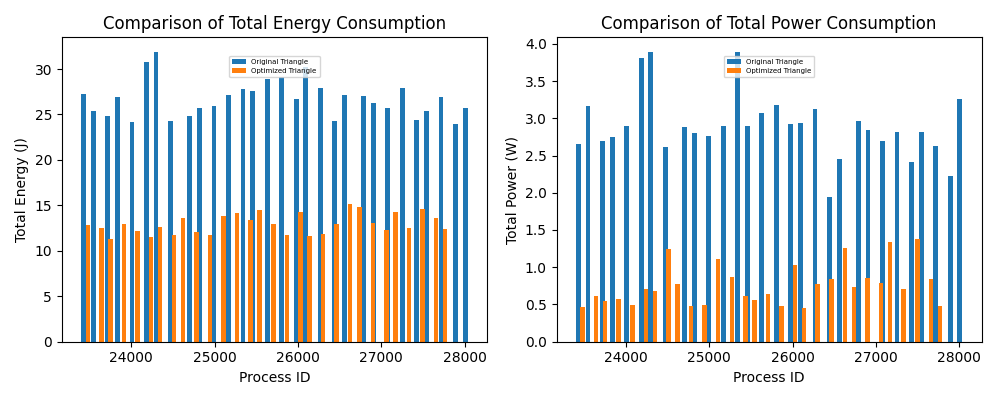 Comparison of Total Energy Consumption
Total Energy (J)
30
25
20
15
10
5
0
Original Triangle
Optimized Triangle
24000 25000 26000 27000 28000
Process ID
Comparison of Total Power Consumption
Total Power (W)
4.0
3.5
3.0
2.5
2.0
1.5
1.0
0.5
0.0
Original Triangle
Optimized Triangle
24000 25000 26000 27000 28000
Process ID